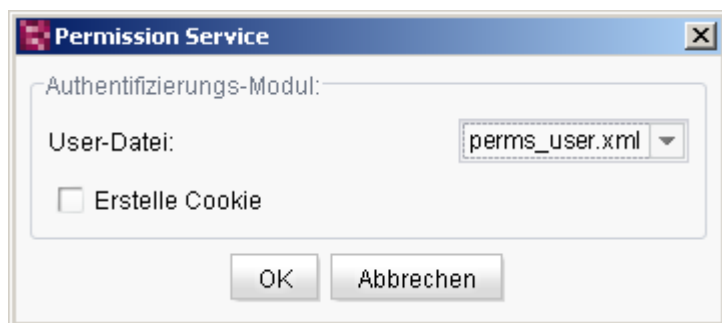 Permission Service
Authentifizierungs-Modul:
User-Datei: perms_user.xml
Erstelle Cookie
OK Abbrechen